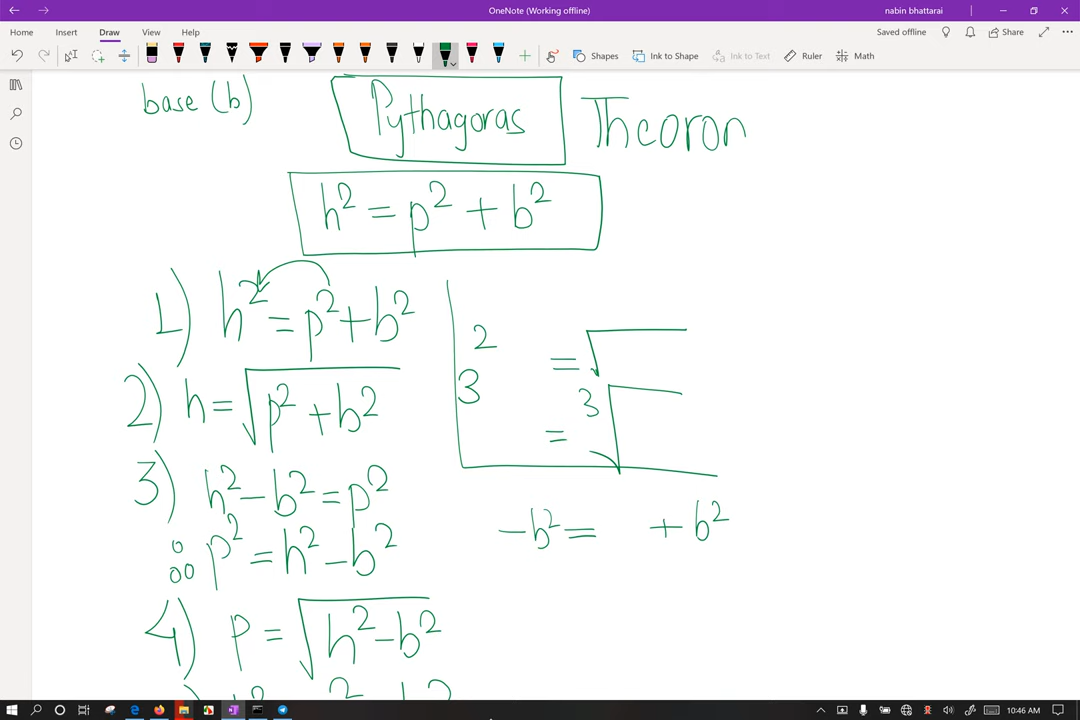 OneNote (Working offline)
nabin bhattarai
Home Insert Draw View Help
Saved offline Share
Shapes Ink to Shape Ink to Text Ruler Math
base (b)
Pythagoras Theoron
h² = p² + b²
1) h² = p² + b²
2) h = √(p² + b²)
2 = √
3 = 3√
3) h² - b² = p²
-b² = + b²
p² = h² - b²
4) p = √(h² - b²)
10:46 AM